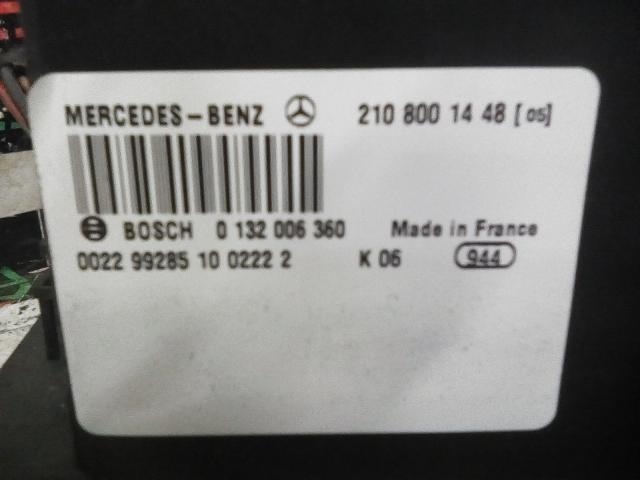 MERCEDES-BENZ 210 800 14 48 [05]
BOSCH 0 132 006 360 Made in France
0022 99285 10 0222 2 K 06 944